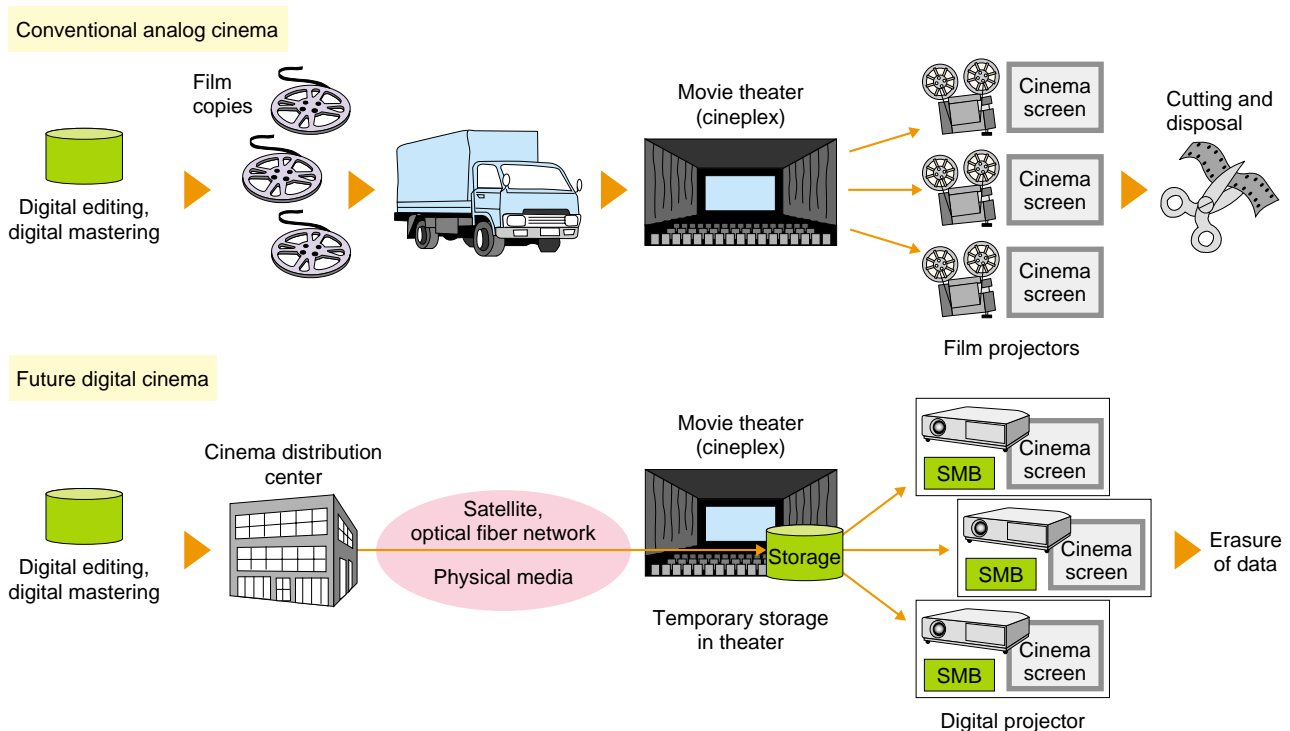 Conventional analog cinema
Film
copies
Digital editing,
digital mastering
Movie theater
(cineplex)
Cinema
screen
Cinema
screen
Cinema
screen
Film projectors
Cutting and
disposal
Future digital cinema
Digital editing,
digital mastering
Cinema distribution
center
Satellite,
optical fiber network
Physical media
Movie theater
(cineplex)
Storage
Temporary storage
in theater
Cinema
screen
SMB
Cinema
screen
SMB
Cinema
screen
SMB
Digital projector
Erasure
of data